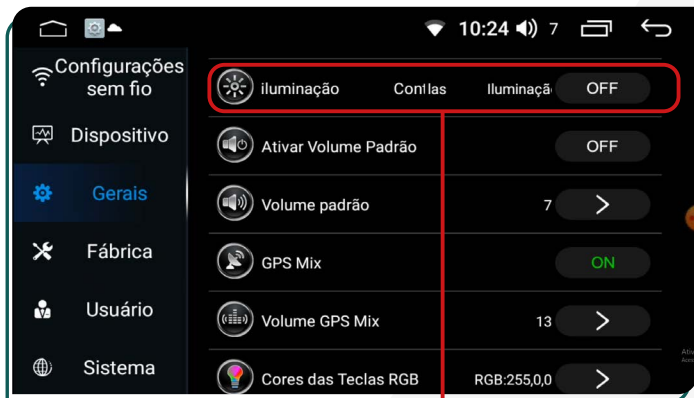 10:24 7
Configurações
sem fio
Dispositivo
Gerais
Fábrica
Usuário
Sistema
iluminação Contlas Iluminaçã OFF
Ativar Volume Padrão OFF
Volume padrão 7
GPS Mix ON
Volume GPS Mix 13
Cores das Teclas RGB RGB:255,0,0